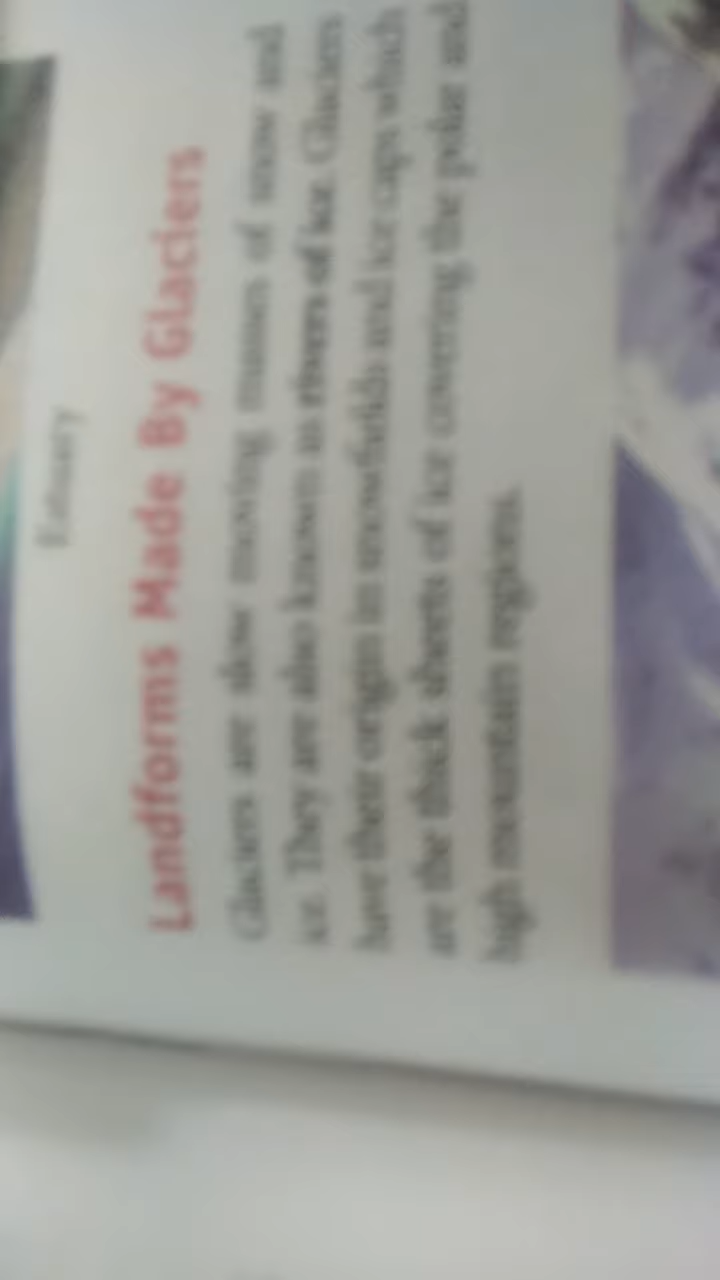 Estuary
Landforms Made By Glaciers
Glaciers are slow moving masses of snow and
ice. They are also known as rivers of ice. Glaciers
have their origin in snowfields and ice caps which
are the thick sheets of ice covering the polar and
high mountain regions.